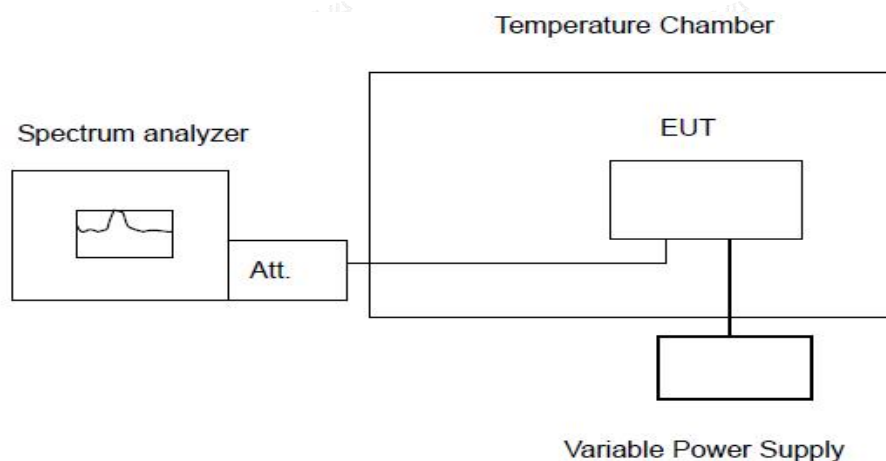 Temperature Chamber
EUT
Spectrum analyzer
Att.
Variable Power Supply